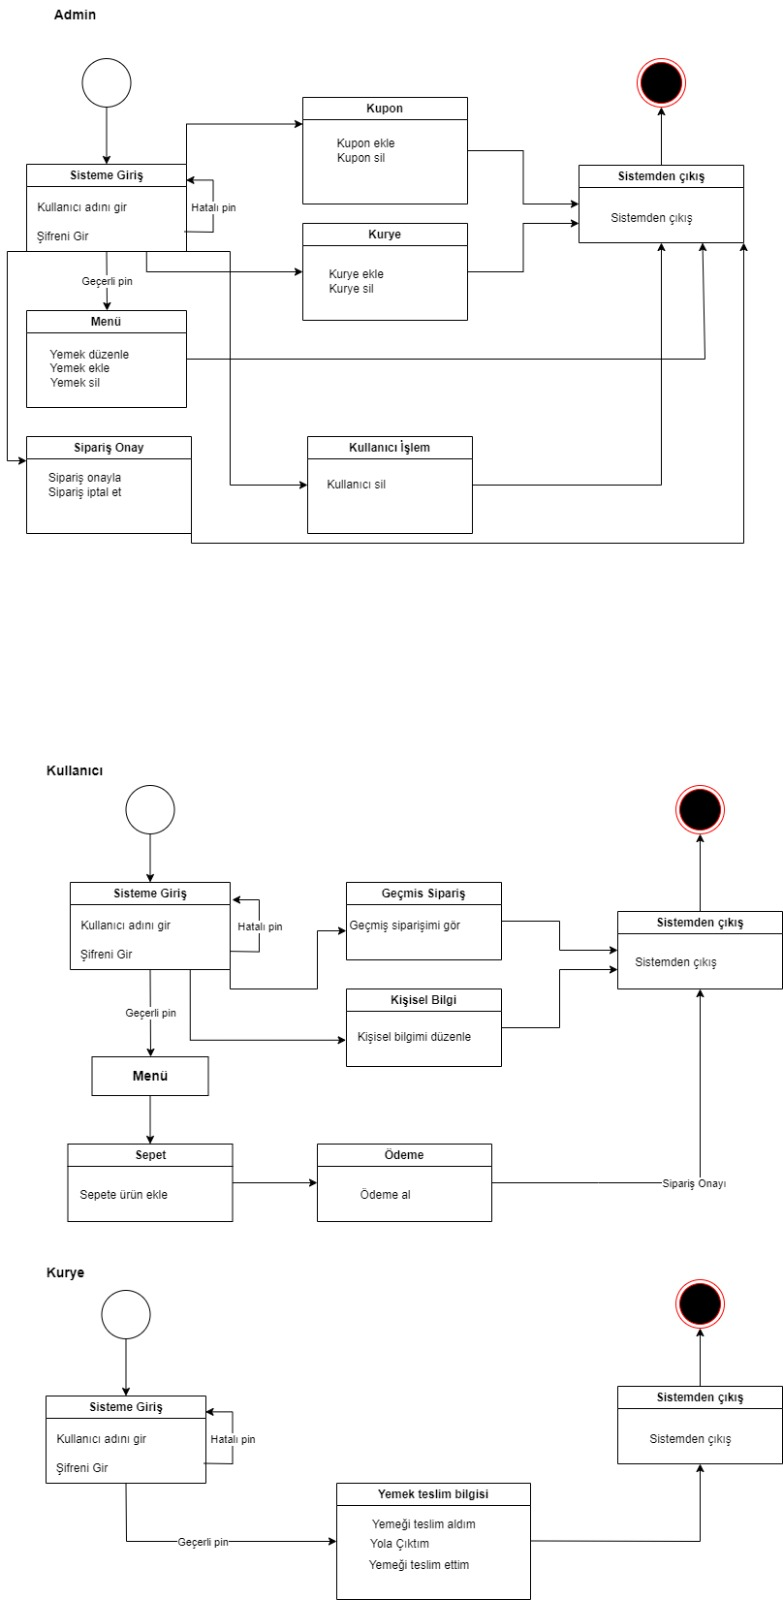 Admin
Kupon
Kupon ekle
Kupon sil
Sisteme Giriş
Kullanıcı adını gir
Şifreni Gir
Hatalı pin
Sistemden çıkış
Sistemden çıkış
Kurye
Kurye ekle
Kurye sil
Geçerli pin
Menü
Yemek düzenle
Yemek ekle
Yemek sil
Sipariş Onay
Sipariş onayla
Sipariş iptal et
Kullanıcı İşlem
Kullanıcı sil
Kullanıcı
Sisteme Giriş
Kullanıcı adını gir
Şifreni Gir
Hatalı pin
Geçmis Sipariş
Geçmiş siparişimi gör
Sistemden çıkış
Sistemden çıkış
Kişisel Bilgi
Kişisel bilgimi düzenle
Geçerli pin
Menü
Sepet
Sepete ürün ekle
Ödeme
Ödeme al
Sipariş Onayı
Kurye
Sisteme Giriş
Kullanıcı adını gir
Şifreni Gir
Hatalı pin
Sistemden çıkış
Sistemden çıkış
Geçerli pin
Yemek teslim bilgisi
Yemeği teslim aldım
Yola Çıktım
Yemeği teslim ettim